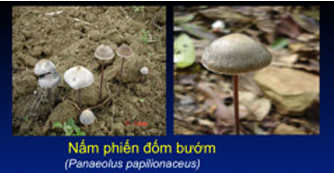 Nấm phiến đốm bướm
(Panaeolus papilionaceus)